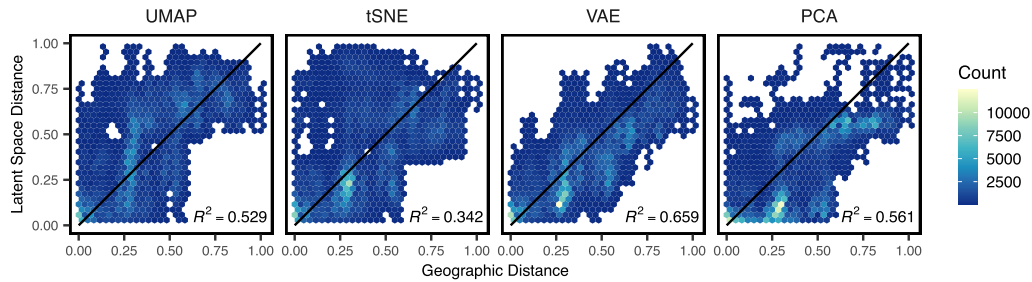 UMAP
tSNE
VAE
PCA
Latent Space Distance
1.00
0.75
0.50
0.25
0.00
R² = 0.529
R² = 0.342
R² = 0.659
R² = 0.561
0.00 0.25 0.50 0.75 1.00
0.00 0.25 0.50 0.75 1.00
0.00 0.25 0.50 0.75 1.00
0.00 0.25 0.50 0.75 1.00
Geographic Distance
Count
10000
7500
5000
2500